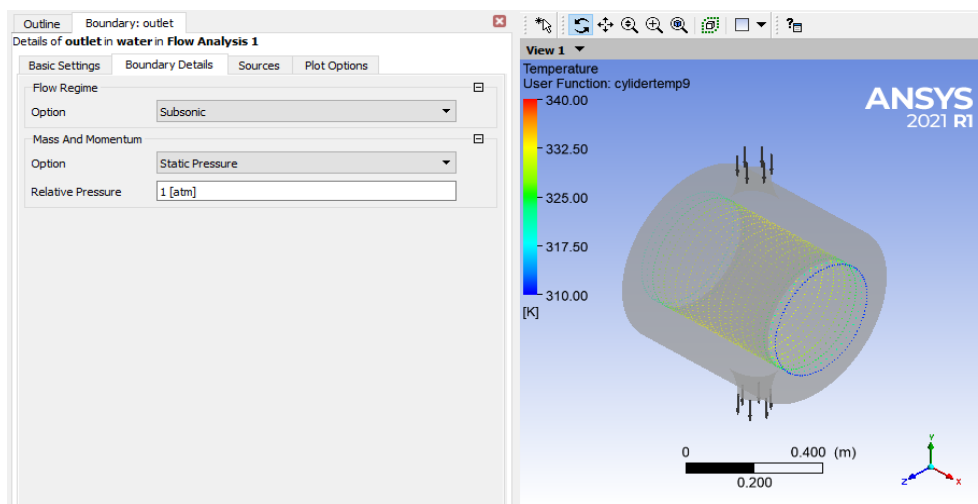 Outline
Boundary: outlet
Details of outlet in water in Flow Analysis 1
Basic Settings
Boundary Details
Sources
Plot Options
Flow Regime
Option
Subsonic
Mass And Momentum
Option
Static Pressure
Relative Pressure
1 [atm]
View 1
Temperature
User Function: cylidertemp9
340.00
332.50
325.00
317.50
310.00
[K]
ANSYS
2021 R1
0
0.400 (m)
0.200
Y
Z
X